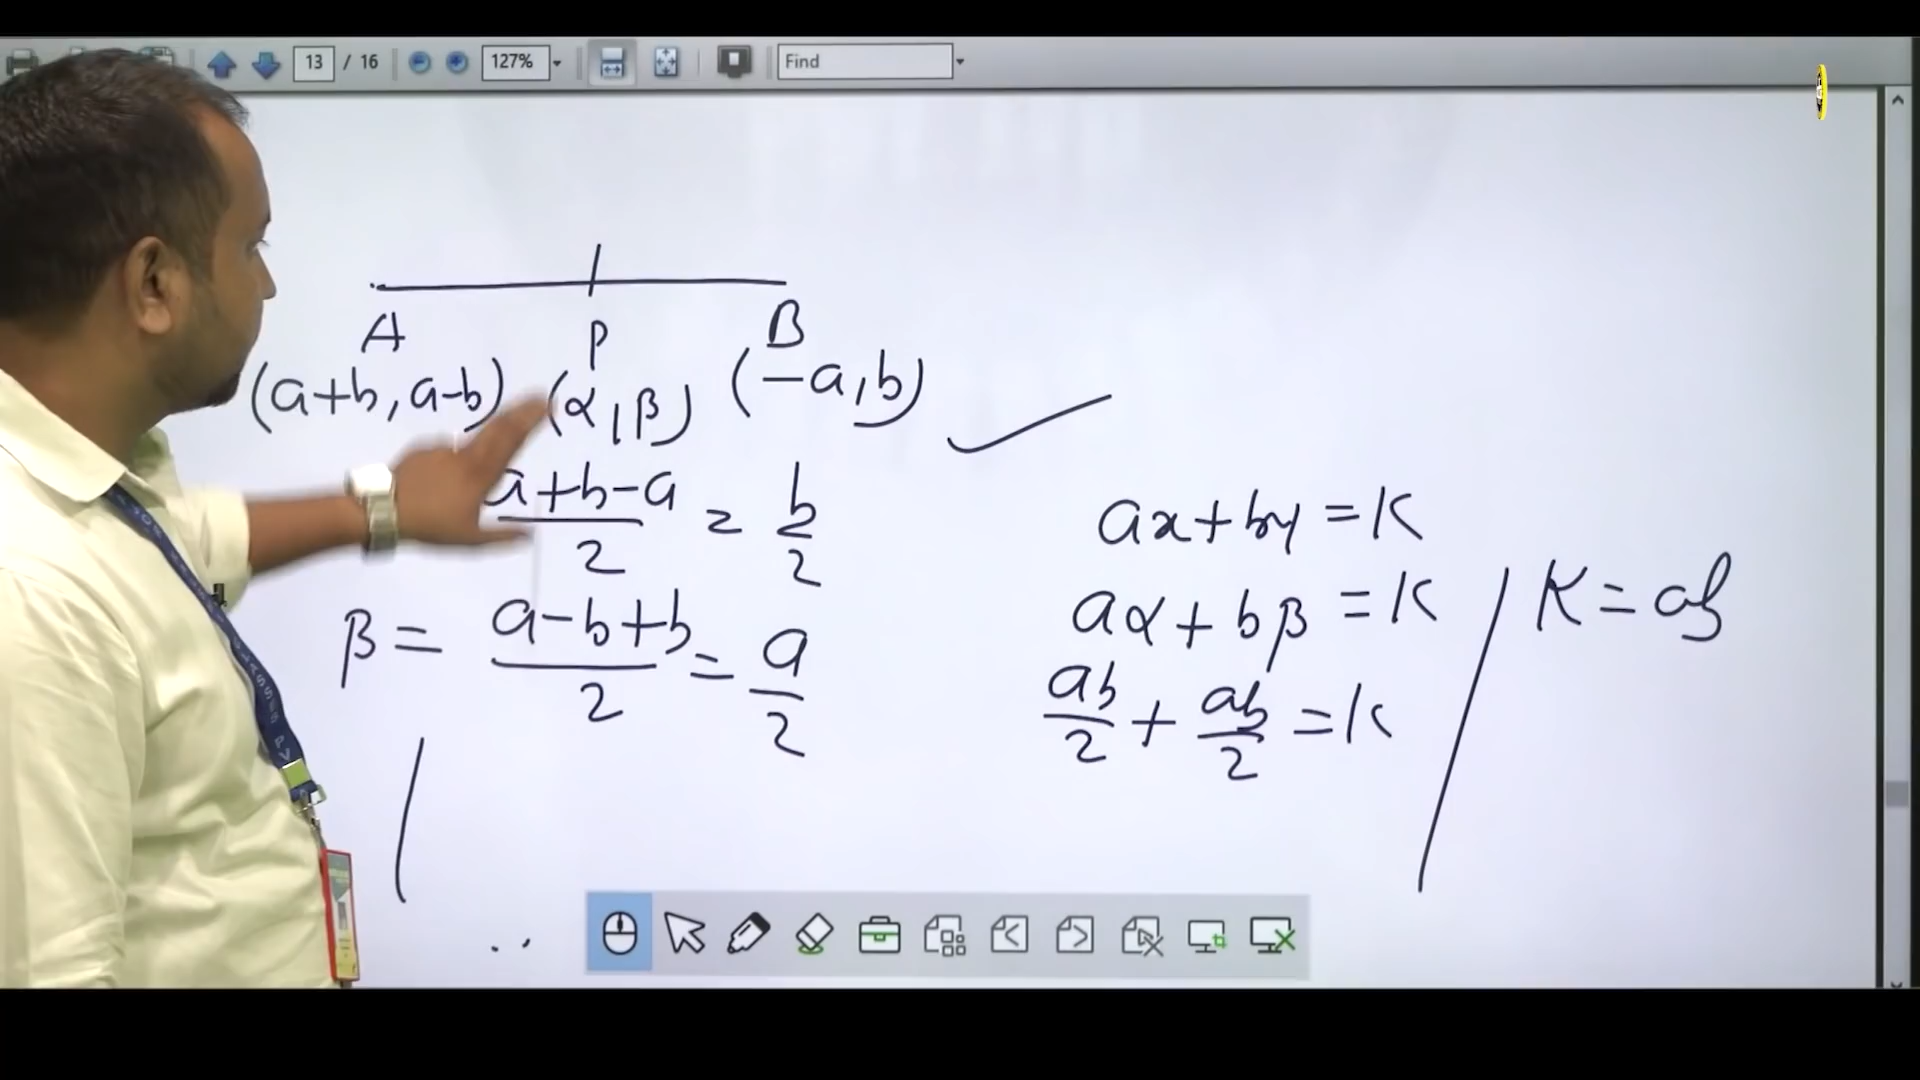 13 / 16 127% Find
A P B
(a+b, a-b) (α, β) (-a, b)
a+b-a/2 = b/2
β = a-b+b/2 = a/2
ax+by = K
aα + bβ = K
ab/2 + ab/2 = K
K = ab